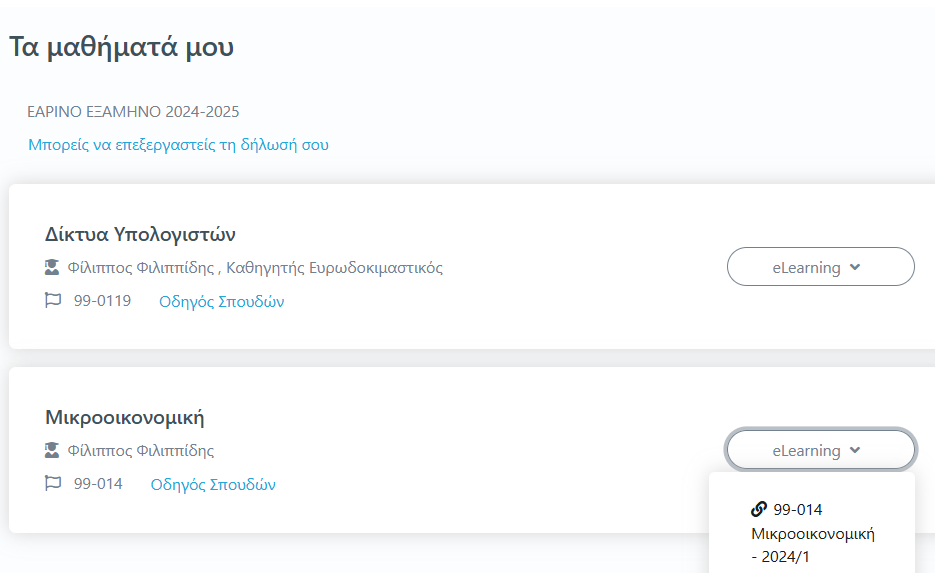 Τα μαθήματά μου
ΕΑΡΙΝΟ ΕΞΑΜΗΝΟ 2024-2025
Μπορείς να επεξεργαστείς τη δήλωσή σου
Δίκτυα Υπολογιστών
Φίλιππος Φιλιππίδης , Καθηγητής Ευρωδοκιμαστικός
eLearning
99-0119 Οδηγός Σπουδών
Μικροοικονομική
Φίλιππος Φιλιππίδης
eLearning
99-014 Οδηγός Σπουδών
99-014
Μικροοικονομική
- 2024/1